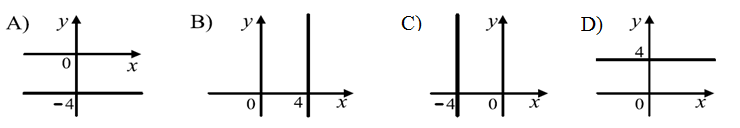 A) y 0 x −4
B) y 0 4 x
C) y −4 0 x
D) y 4 0 x